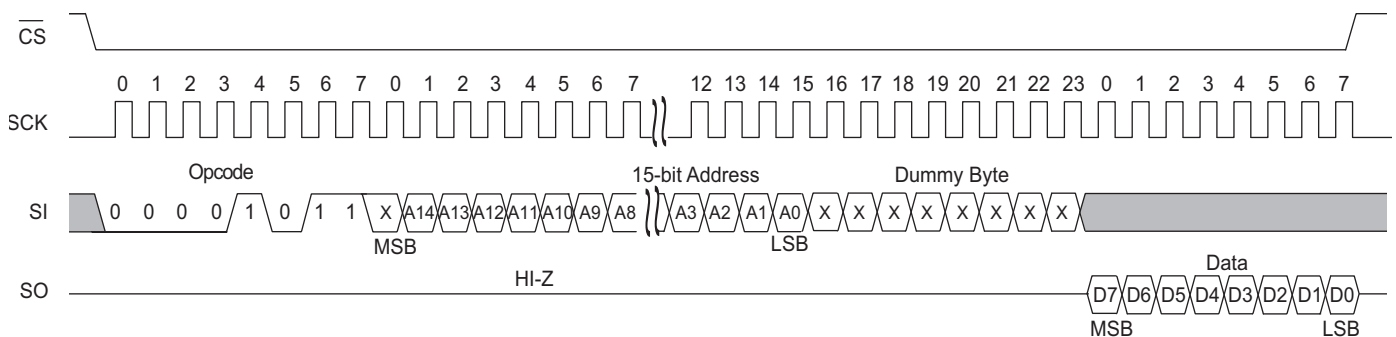 CS
0 1 2 3 4 5 6 7 0 1 2 3 4 5 6 7 12 13 14 15 16 17 18 19 20 21 22 23 0 1 2 3 4 5 6 7
SCK
Opcode 15-bit Address Dummy Byte
SI 0 0 0 0 1 0 1 1 X A14 A13 A12 A11 A10 A9 A8 A3 A2 A1 A0 X X X X X X X X
MSB LSB
HI-Z Data
SO D7 D6 D5 D4 D3 D2 D1 D0
MSB LSB